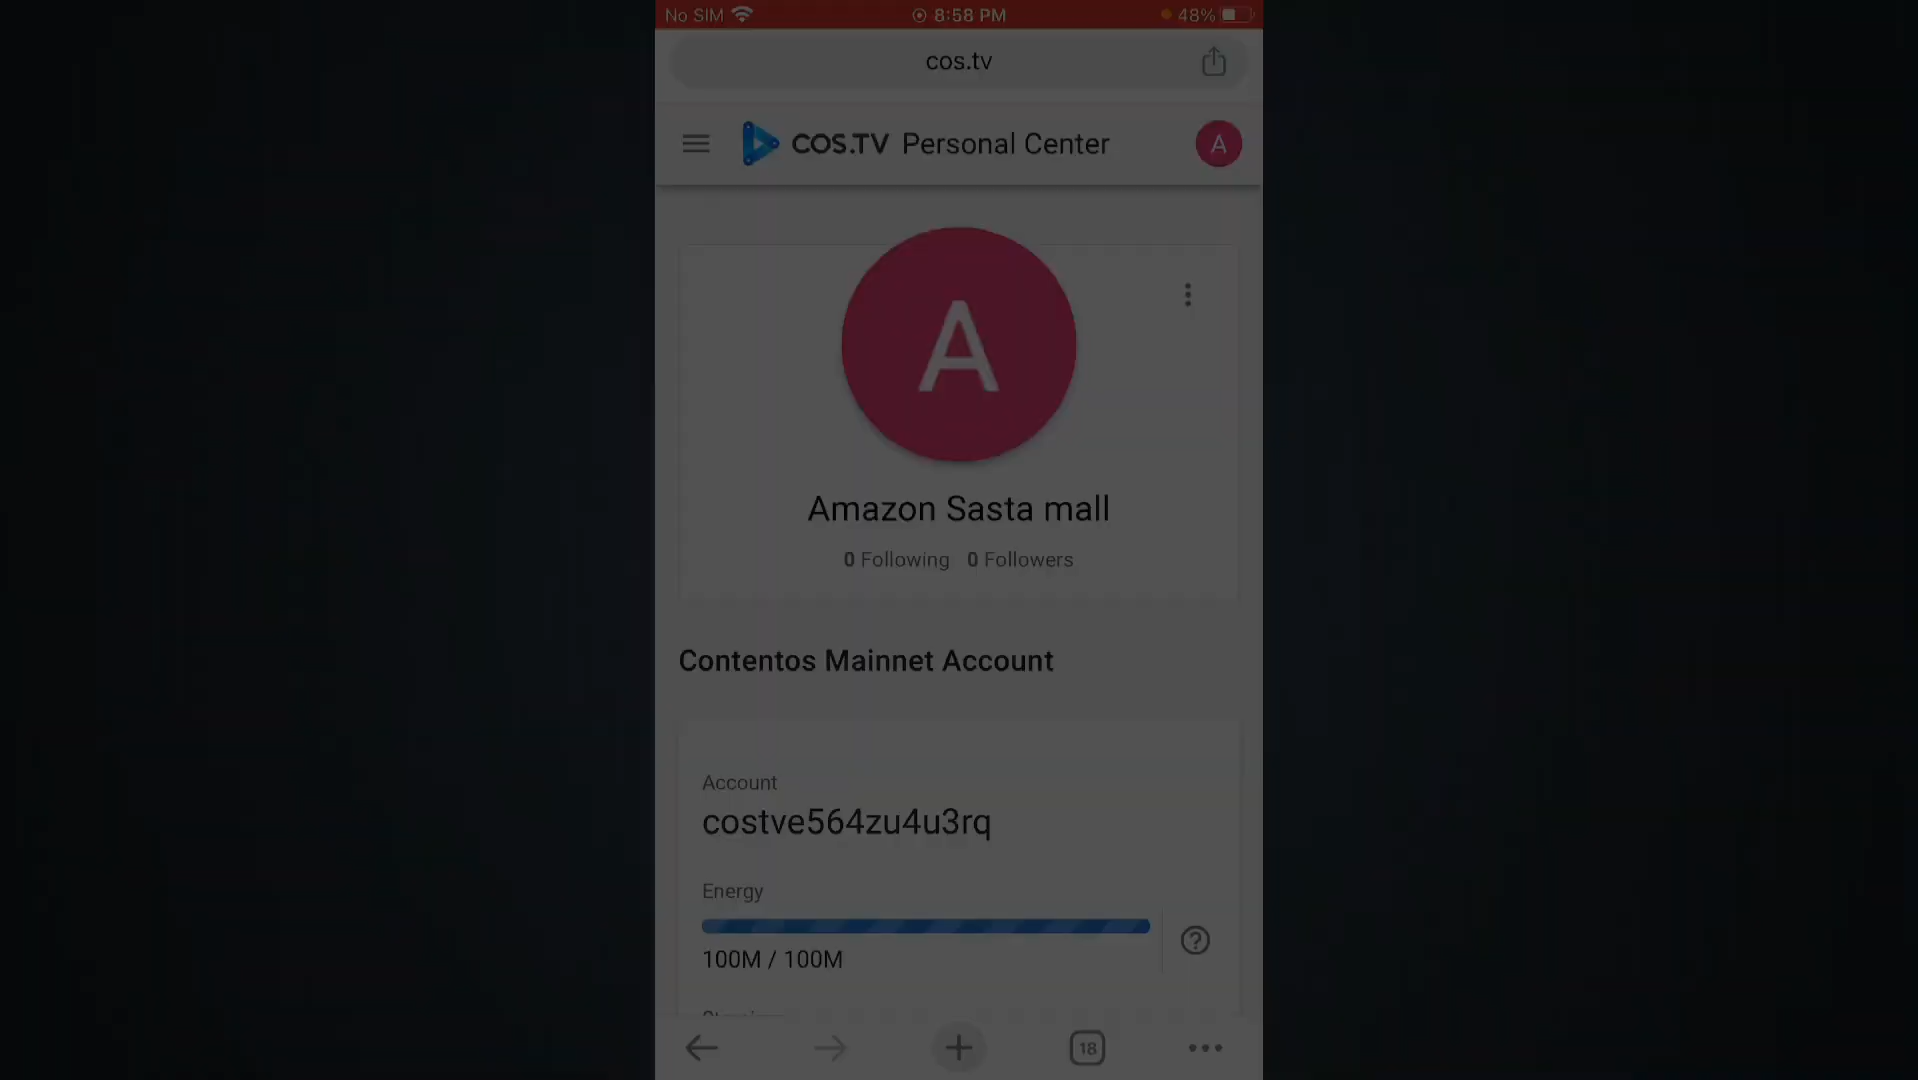 No SIM 8:58 PM 48%
cos.tv
COS.TV Personal Center A
A
Amazon Sasta mall
0 Following 0 Followers
Contentos Mainnet Account
Account
costve564zu4u3rq
Energy
100M / 100M
18